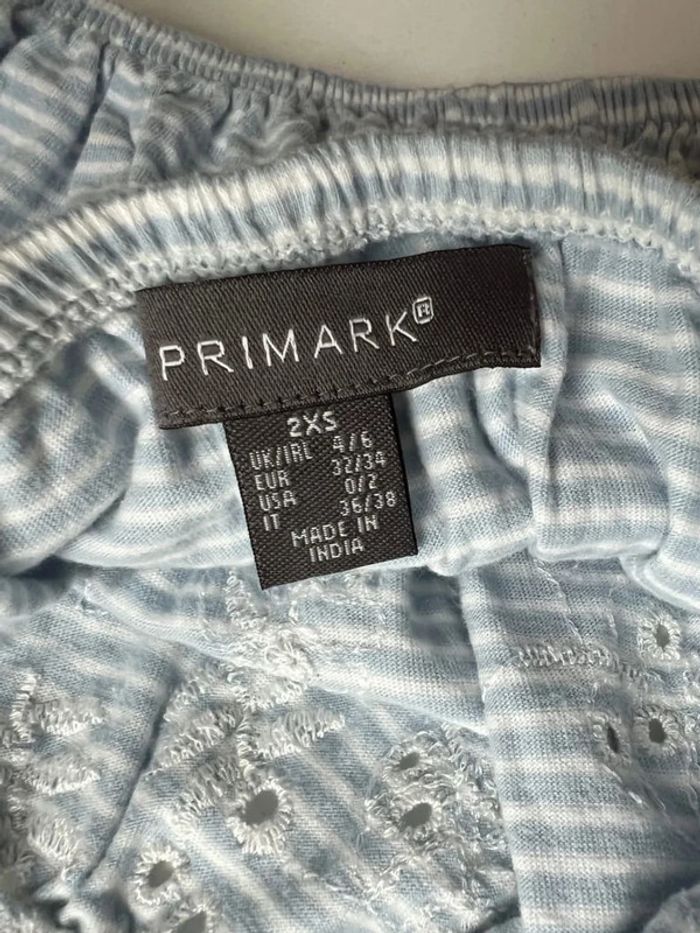 PRIMARK®
2XS
UK/IRL 4/6
EUR 32/34
USA 0/2
IT 36/38
MADE IN
INDIA